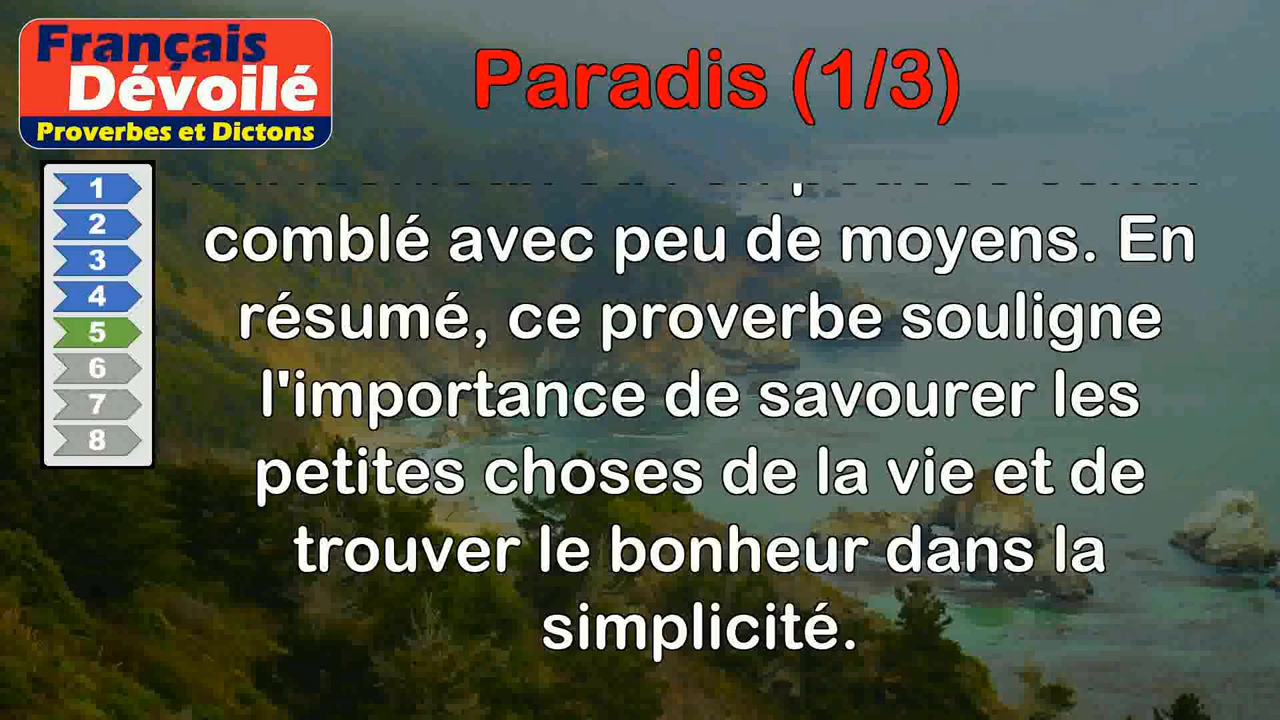 Français
Dévoilé
Proverbes et Dictons
Paradis (1/3)
1
2
3
4
5
6
7
8
comblé avec peu de moyens. En
résumé, ce proverbe souligne
l'importance de savourer les
petites choses de la vie et de
trouver le bonheur dans la
simplicité.